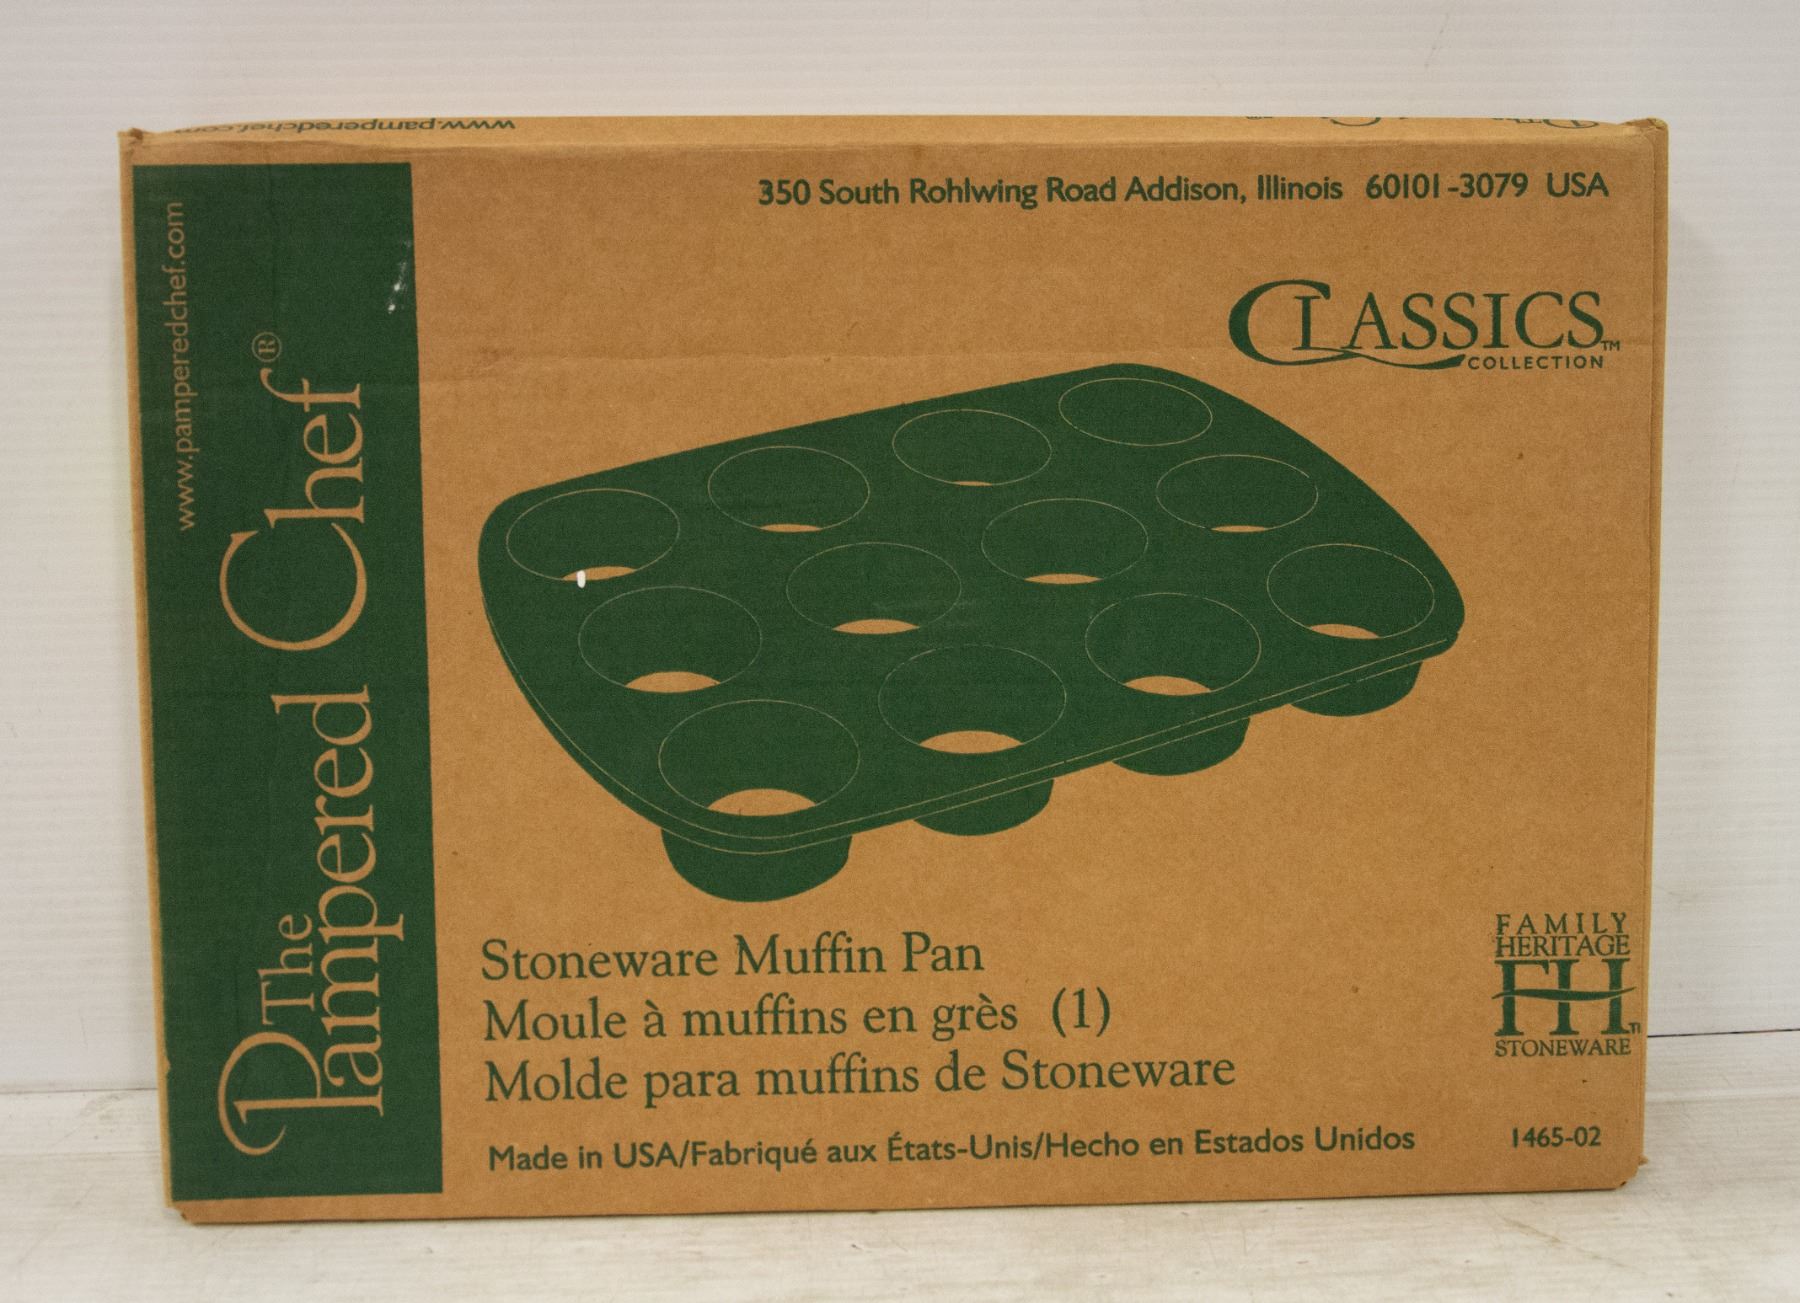 www.pamperedchef.com
350 South Rohlwing Road Addison, Illinois 60101-3079 USA
www.pamperedchef.com
The
Pampered Chef®
CLASSICS™
COLLECTION
Stoneware Muffin Pan
Moule à muffins en grès (1)
Molde para muffins de Stoneware
Made in USA/Fabriqué aux États-Unis/Hecho en Estados Unidos
FAMILY
HERITAGE
FH
STONEWARE
1465-02